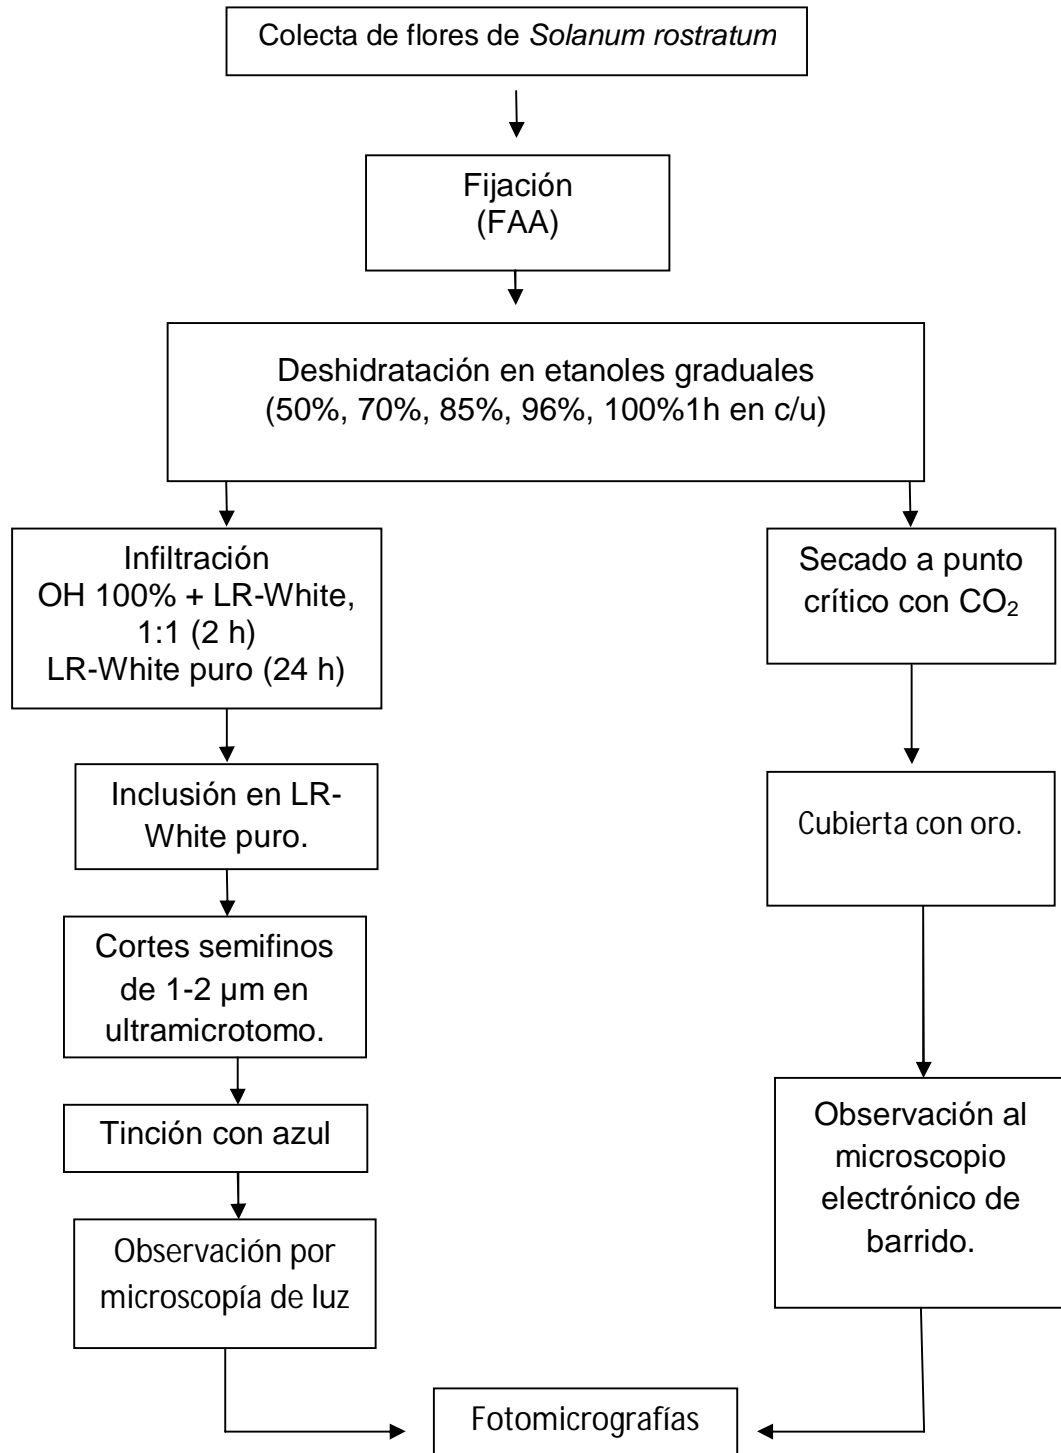 Colecta de flores de Solanum rostratum
Fijación
(FAA)
Deshidratación en etanoles graduales
(50%, 70%, 85%, 96%, 100%1h en c/u)
Infiltración
OH 100% + LR-White,
1:1 (2 h)
LR-White puro (24 h)
Inclusión en LR-
White puro.
Cortes semifinos
de 1-2 µm en
ultramicrotomo.
Tinción con azul
Observación por
microscopía de luz
Secado a punto
crítico con CO₂
Cubierta con oro.
Observación al
microscopio
electrónico de
barrido.
Fotomicrografías